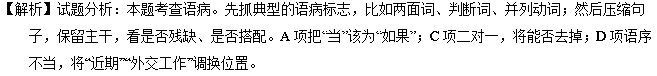 【解析】试题分析：本题考查语病。先抓典型的语病标志，比如两面词、判断词、并列动词；然后压缩句
子，保留主干，看是否残缺、是否搭配。A 项把“当”该为“如果”；C 项二对一，将能否去掉；D 项语序
不当，将“近期”“外交工作”调换位置。